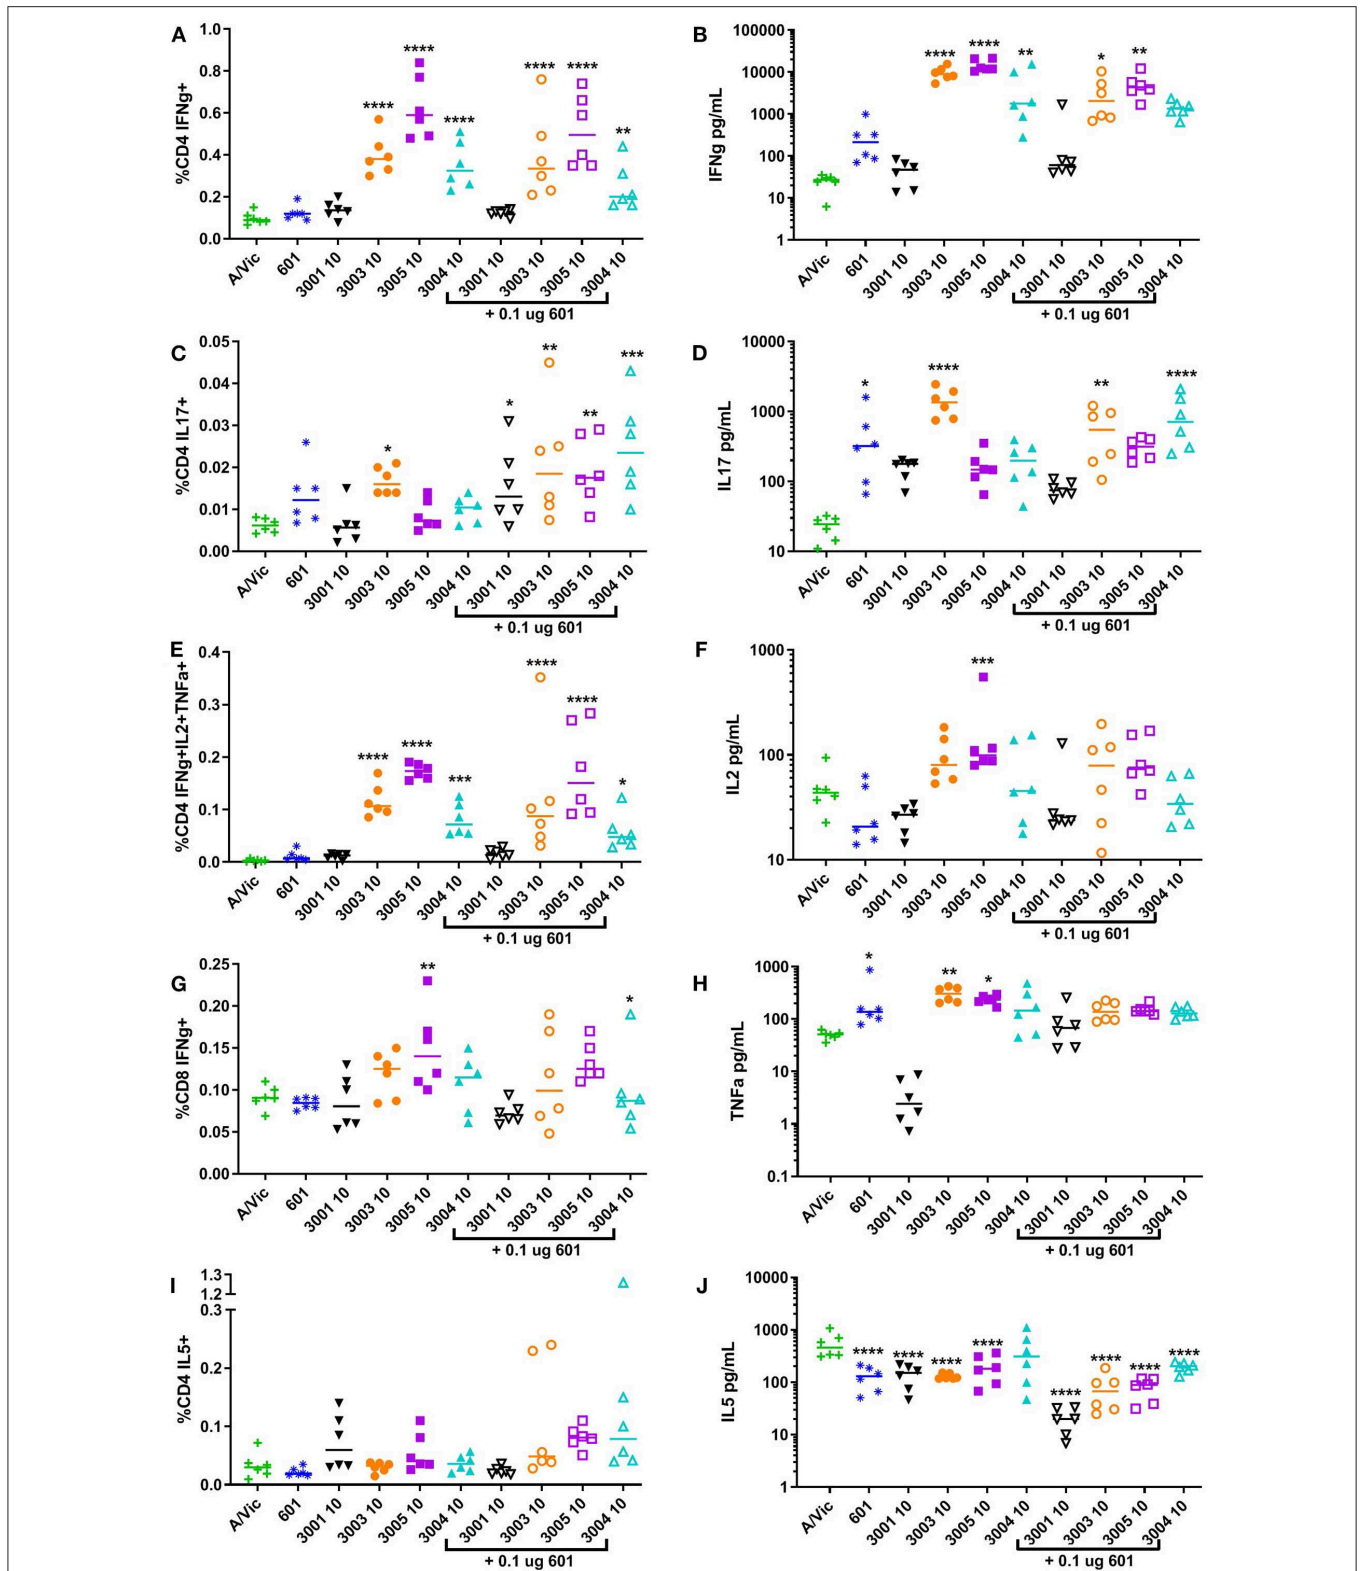 A
%CD4 IFNg+
1.0
0.8
0.6
0.4
0.2
0.0
**** **** **** **** **** **
A/Vic 601 3001 10 3003 10 3005 10 3004 10 3001 10 3003 10 3005 10 3004 10
+ 0.1 ug 601
B
IFNg pg/mL
100000
10000
1000
100
10
1
**** **** ** * **
A/Vic 601 3001 10 3003 10 3005 10 3004 10 3001 10 3003 10 3005 10 3004 10
+ 0.1 ug 601
C
%CD4 IL17+
0.05
0.04
0.03
0.02
0.01
0.00
* * ** ** ***
A/Vic 601 3001 10 3003 10 3005 10 3004 10 3001 10 3003 10 3005 10 3004 10
+ 0.1 ug 601
D
IL17 pg/mL
10000
1000
100
10
* **** ** ****
A/Vic 601 3001 10 3003 10 3005 10 3004 10 3001 10 3003 10 3005 10 3004 10
+ 0.1 ug 601
E
%CD4 IFNg+IL2+TNFa+
0.4
0.3
0.2
0.1
0.0
**** **** *** **** **** *
A/Vic 601 3001 10 3003 10 3005 10 3004 10 3001 10 3003 10 3005 10 3004 10
+ 0.1 ug 601
F
IL2 pg/mL
1000
100
10
***
A/Vic 601 3001 10 3003 10 3005 10 3004 10 3001 10 3003 10 3005 10 3004 10
+ 0.1 ug 601
G
%CD8 IFNg+
0.25
0.20
0.15
0.10
0.05
0.00
** *
A/Vic 601 3001 10 3003 10 3005 10 3004 10 3001 10 3003 10 3005 10 3004 10
+ 0.1 ug 601
H
TNFa pg/mL
1000
100
10
1
0.1
* ** *
A/Vic 601 3001 10 3003 10 3005 10 3004 10 3001 10 3003 10 3005 10 3004 10
+ 0.1 ug 601
I
%CD4 IL5+
1.3
1.2
0.3
0.2
0.1
0.0
A/Vic 601 3001 10 3003 10 3005 10 3004 10 3001 10 3003 10 3005 10 3004 10
+ 0.1 ug 601
J
IL5 pg/mL
10000
1000
100
10
1
**** **** **** **** **** **** **** ****
A/Vic 601 3001 10 3003 10 3005 10 3004 10 3001 10 3003 10 3005 10 3004 10
+ 0.1 ug 601